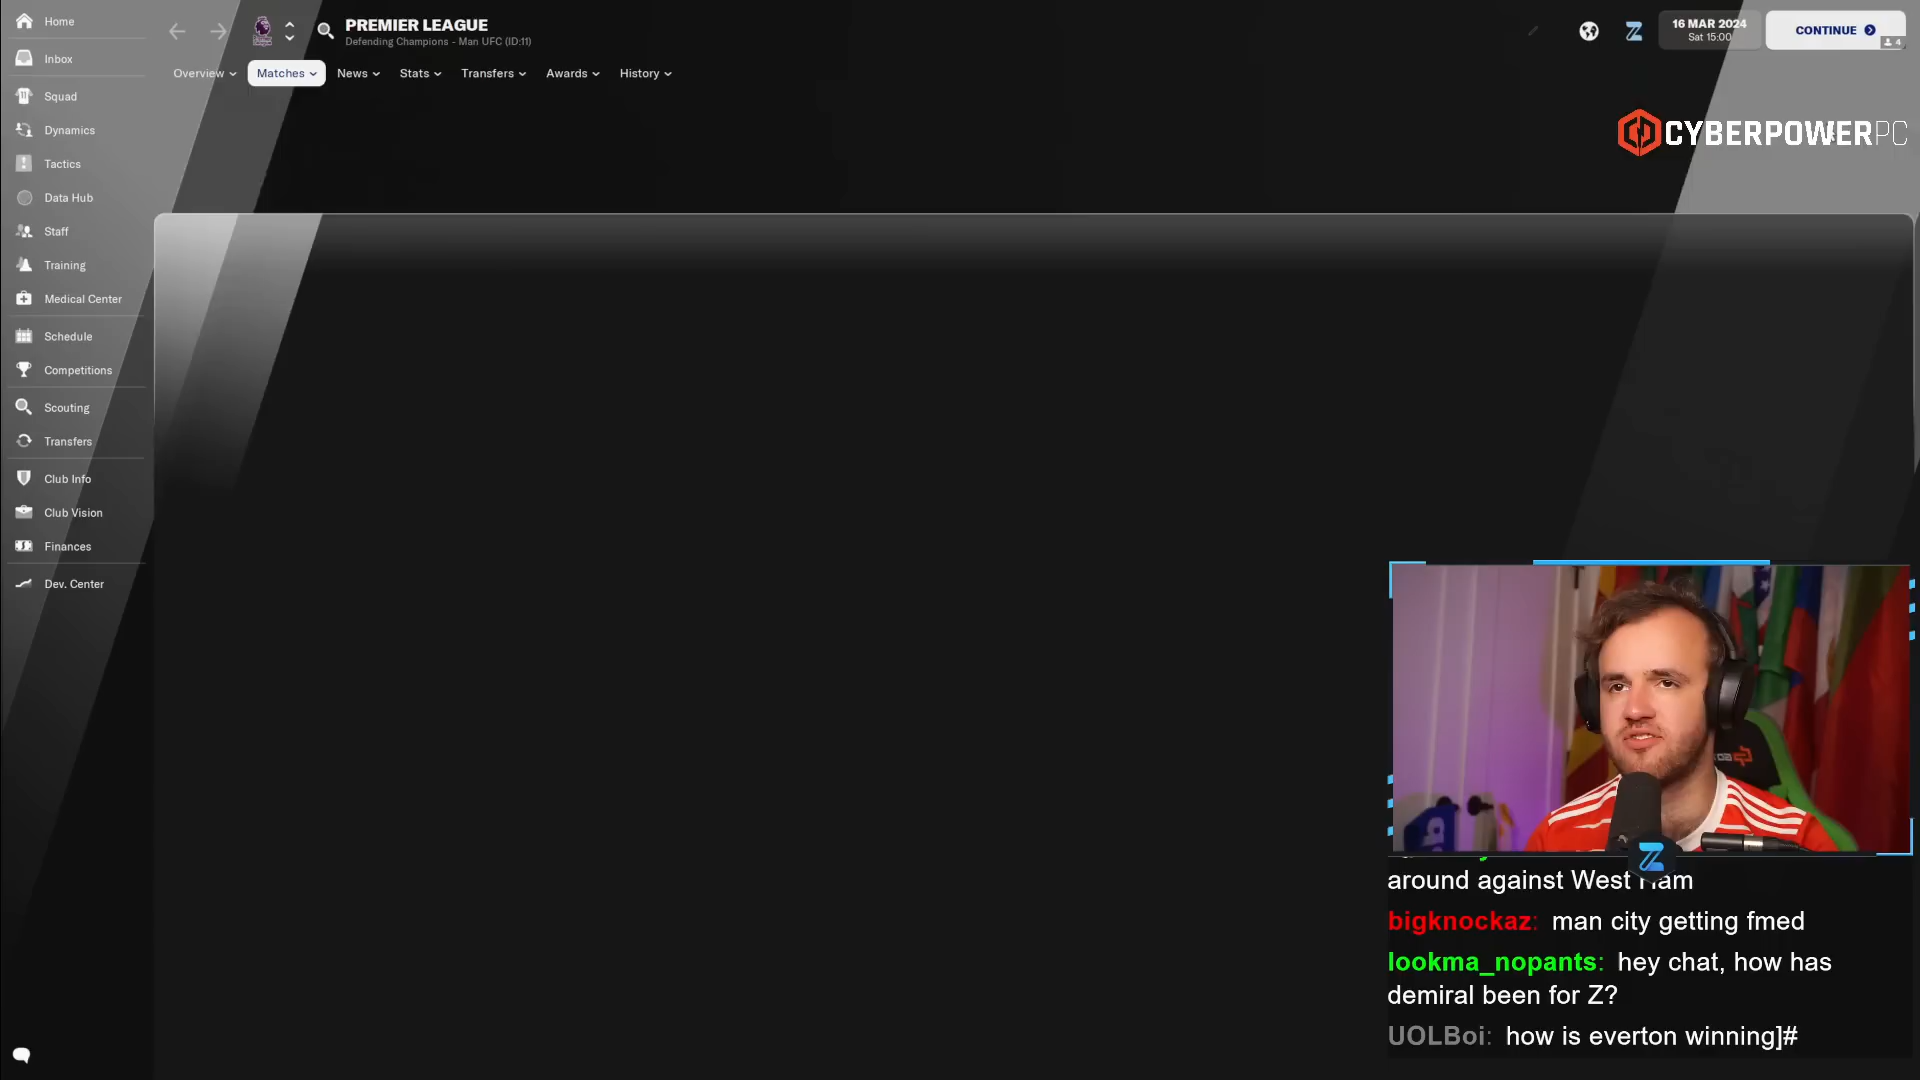 Home
Inbox
Squad
Dynamics
Tactics
Data Hub
Staff
Training
Medical Center
Schedule
Competitions
Scouting
Transfers
Club Info
Club Vision
Finances
Dev. Center
PREMIER LEAGUE
Defending Champions - Man UFC (ID:11)
Overview
Matches
News
Stats
Transfers
Awards
History
16 MAR 2024
Sat 15:00
CONTINUE
4
CYBERPOWERPC
around against West Ham
bigknockaz: man city getting fmed
lookma_nopants: hey chat, how has
demiral been for Z?
UOLBoi: how is everton winning]#